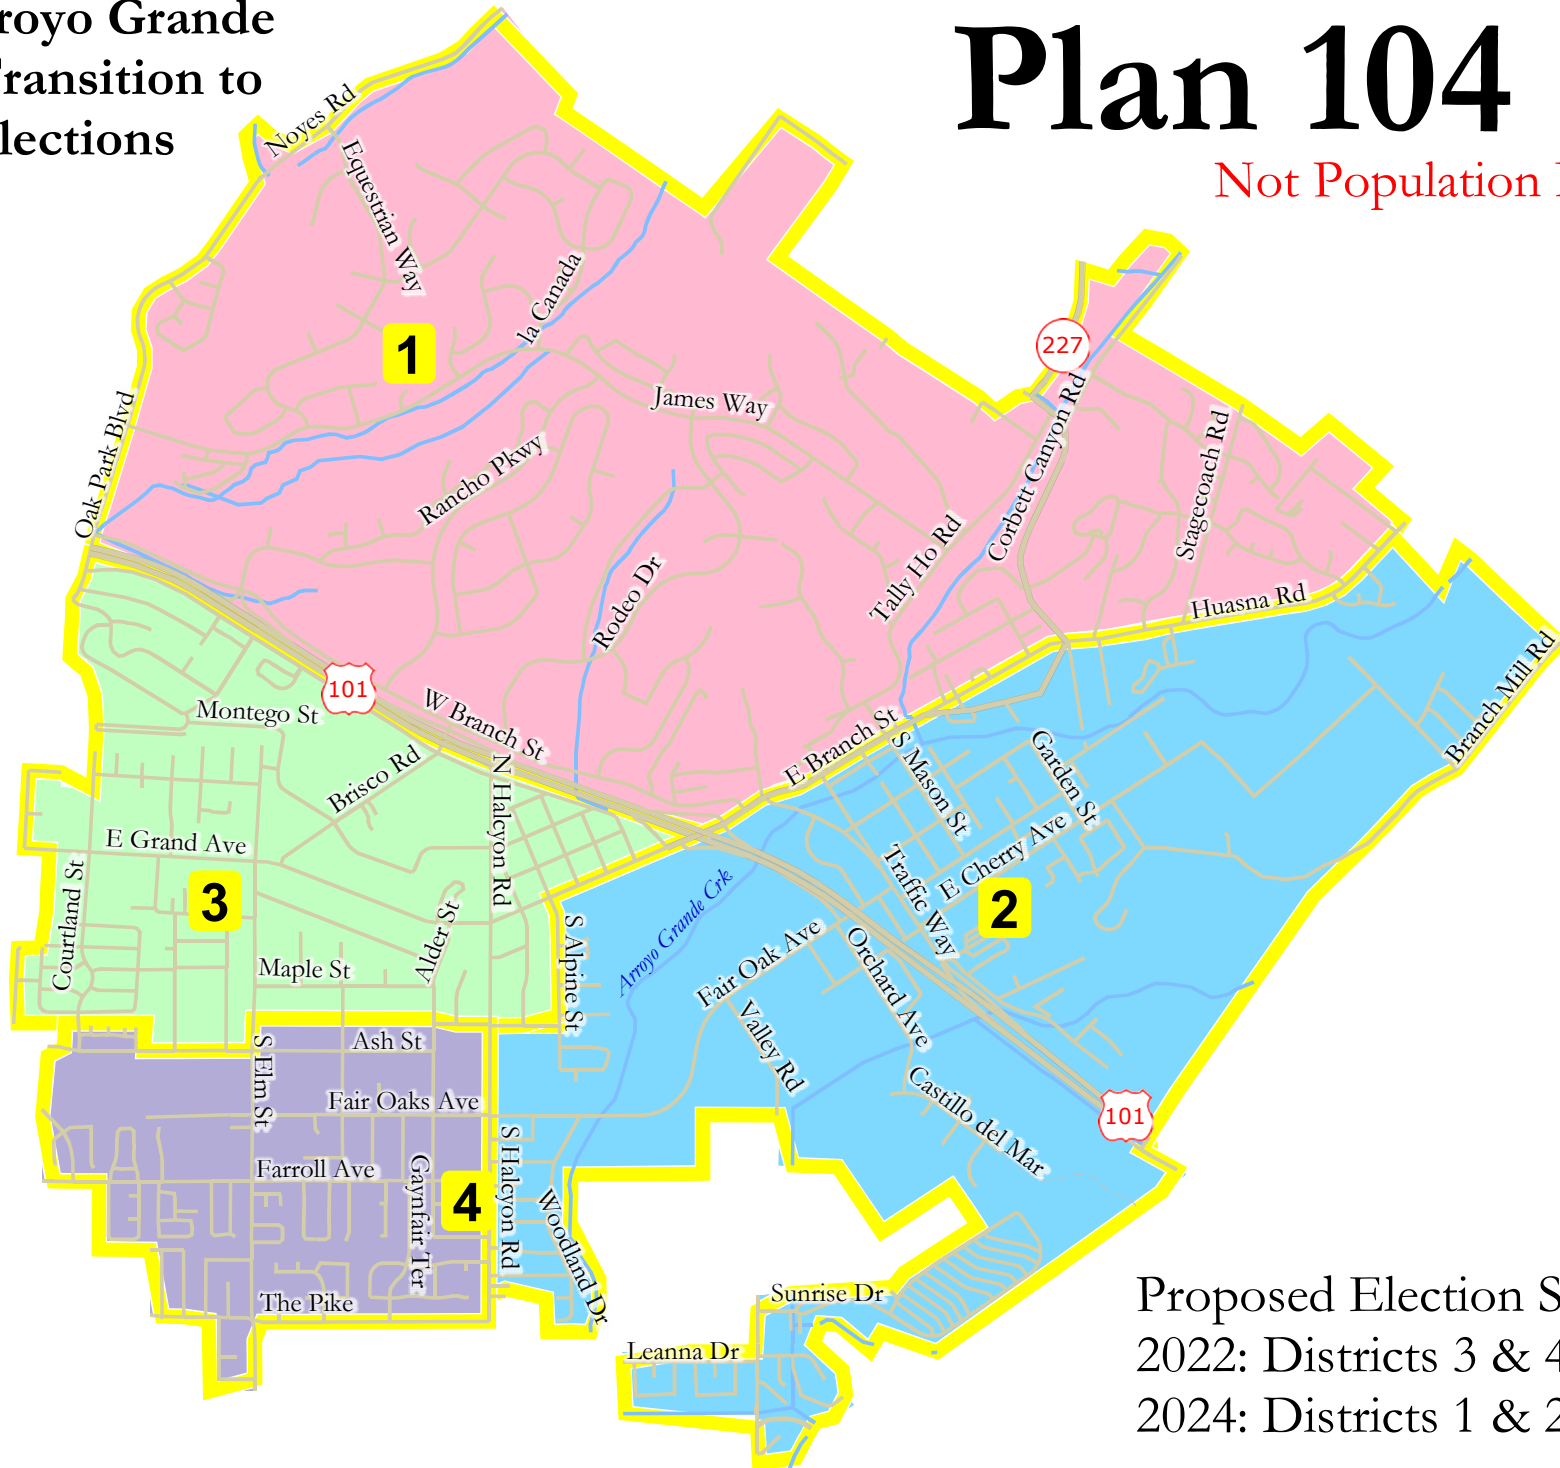 royo Grande
Transition to
lections
Plan 104
Not Population
Noyes Rd
Equestrian Way
la Canada
1
227
James Way
Corbett Canyon Rd
Stagecoach Rd
Oak Park Blvd
Rancho Pkwy
Tally Ho Rd
Rodeo Dr
Huasna Rd
Branch Mill Rd
101
W Branch St
Montego St
E Branch St
S Mason St
Garden St
Brisco Rd
N Halcyon Rd
E Grand Ave
E Cherry Ave
Traffic Way
Arroyo Grande Crk
3
2
Courtland St
Alder St
S Alpine St
Fair Oak Ave
Orchard Ave
Maple St
Valley Rd
Ash St
S Elm St
Fair Oaks Ave
Castillo del Mar
101
Farroll Ave
Gaynfair Ter
4
S Halcyon Rd
Woodland Dr
The Pike
Sunrise Dr
Leanna Dr
Proposed Election S
2022: Districts 3 & 4
2024: Districts 1 & 2